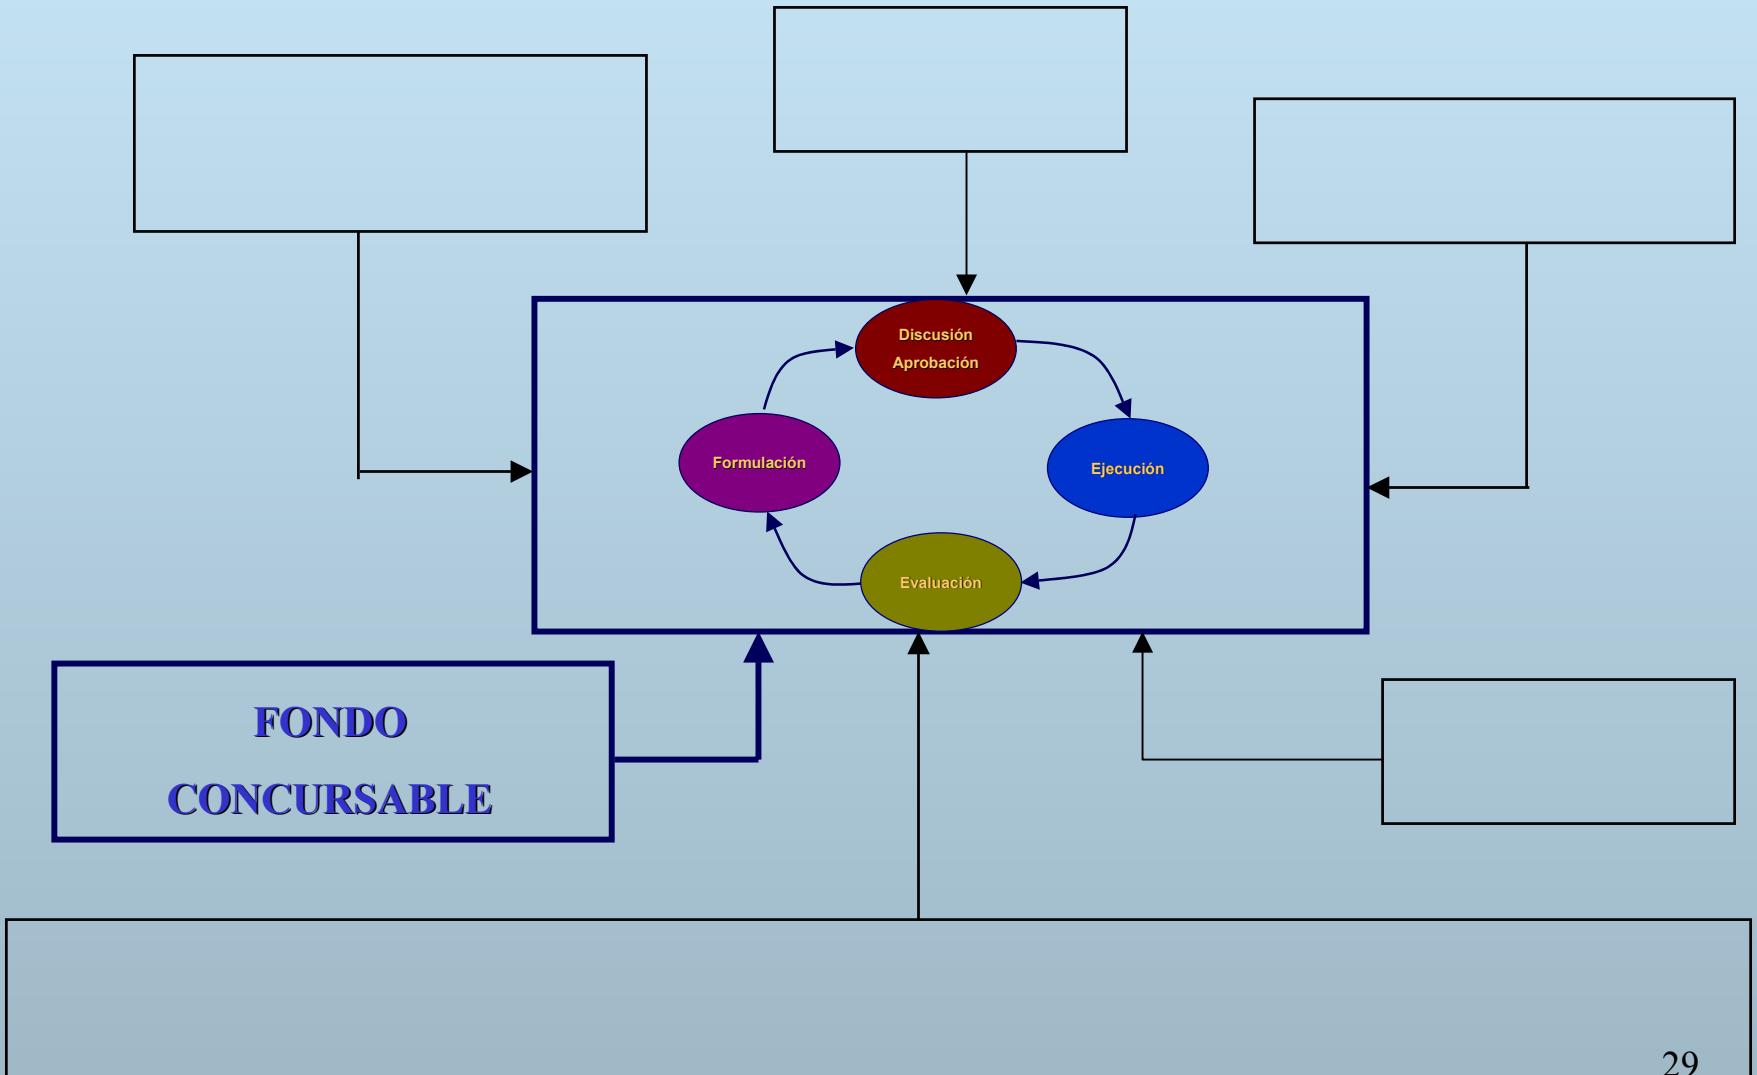 Discusión
Aprobación
Formulación
Ejecución
Evaluación
FONDO
CONCURSABLE
29